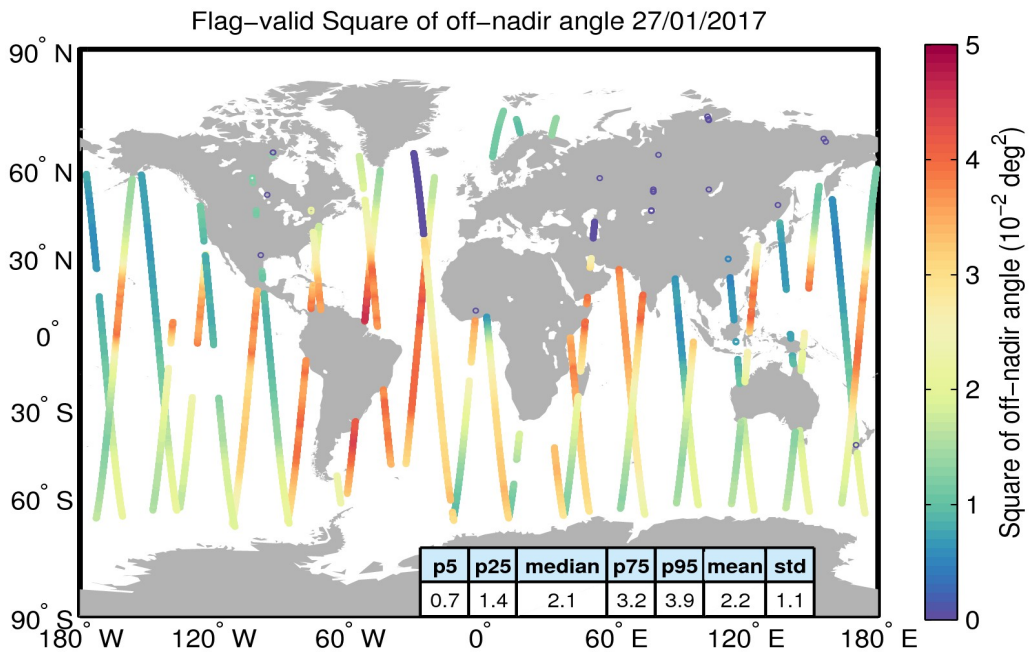 Flag−valid Square of off−nadir angle 27/01/2017
90° N
60° N
30° N
0°
30° S
60° S
90° S
180° W
120° W
60° W
0°
60° E
120° E
180° E
p5 p25 median p75 p95 mean std
0.7 1.4 2.1 3.2 3.9 2.2 1.1
5
4
3
2
1
0
Square of off−nadir angle (10⁻² deg²)